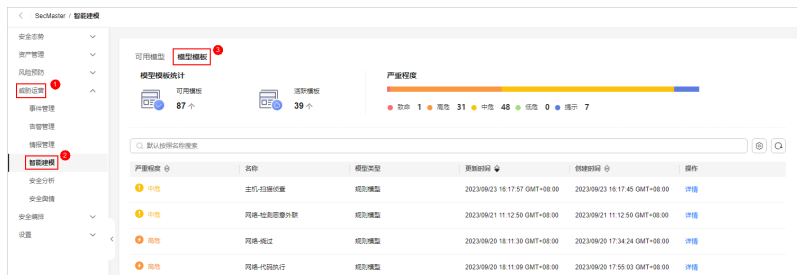 SecMaster / 智能建模
安全态势
资产管理
风险预防
威胁运营
1
事件管理
告警管理
情报管理
智能建模
2
安全分析
安全舆情
安全编排
设置
可用模型 模型模板
3
模型模板统计
可用模板
87 个
活跃模板
39 个
严重程度
致命 1 高危 31 中危 48 低危 0 提示 7
默认按照名称搜索
严重程度 名称 模型类型 更新时间 创建时间 操作
中危 主机-扫描侦查 规则模型 2023/09/23 16:17:57 GMT+08:00 2023/09/23 16:17:45 GMT+08:00 详情
中危 网络-检测恶意外联 规则模型 2023/09/21 11:12:50 GMT+08:00 2023/09/21 11:12:50 GMT+08:00 详情
高危 网络-绕过 规则模型 2023/09/20 18:11:30 GMT+08:00 2023/09/20 17:34:24 GMT+08:00 详情
高危 网络-代码执行 规则模型 2023/09/20 18:11:09 GMT+08:00 2023/09/20 17:55:03 GMT+08:00 详情